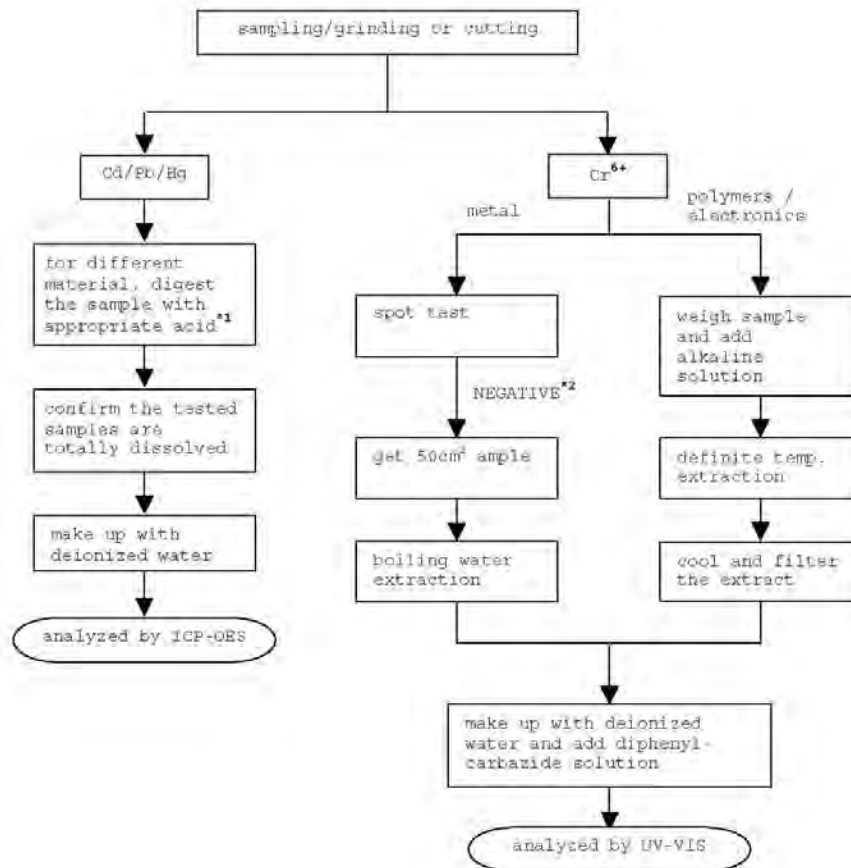 sampling/grinding or cutting
Cd/Pb/Hg
for different
material, digest
the sample with
appropriate acid*1
confirm the tested
samples are
totally dissolved
make up with
deionized water
analyzed by ICP-OES
Cr6+
metal
polymers /
electronics
spot test
NEGATIVE*2
get 50cm2 ample
boiling water
extraction
weigh sample
and add
alkaline
solution
definite temp.
extraction
cool and filter
the extract
make up with deionized
water and add diphenyl-
carbazide solution
analyzed by UV-VIS